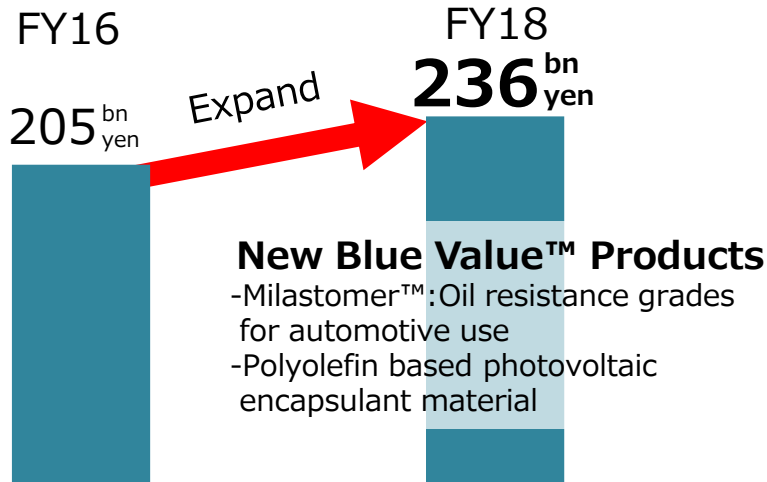 FY16
205 bn yen
Expand
FY18
236 bn yen
New Blue Value™ Products
-Milastomer™:Oil resistance grades
for automotive use
-Polyolefin based photovoltaic
encapsulant material